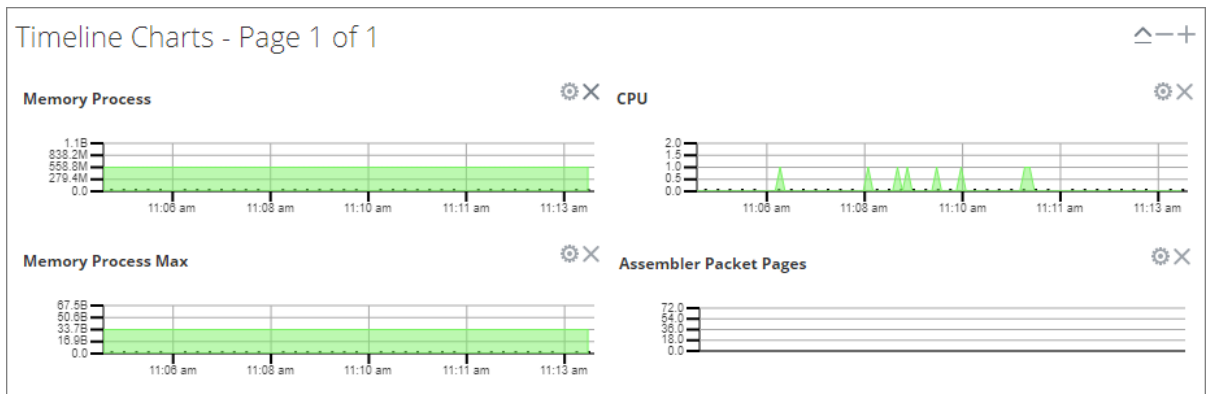 Timeline Charts - Page 1 of 1
Memory Process
1.1B
838.2M
558.8M
279.4M
0.0
11:06 am 11:08 am 11:10 am 11:11 am 11:13 am
CPU
2.0
1.5
1.0
0.5
0.0
11:06 am 11:08 am 11:10 am 11:11 am 11:13 am
Memory Process Max
67.5B
50.6B
33.7B
16.9B
0.0
11:06 am 11:08 am 11:10 am 11:11 am 11:13 am
Assembler Packet Pages
72.0
54.0
36.0
18.0
0.0